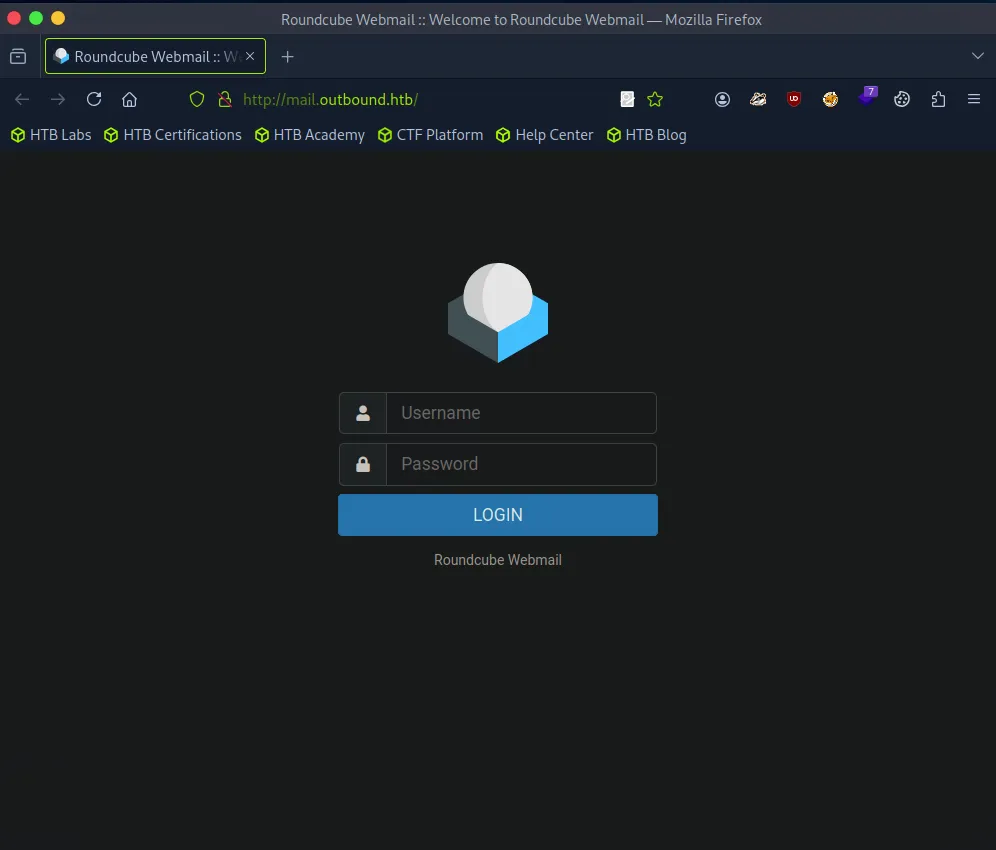 Roundcube Webmail :: Welcome to Roundcube Webmail — Mozilla Firefox
Roundcube Webmail :: W
http://mail.outbound.htb/
7
HTB Labs HTB Certifications HTB Academy CTF Platform Help Center HTB Blog
Username
Password
LOGIN
Roundcube Webmail